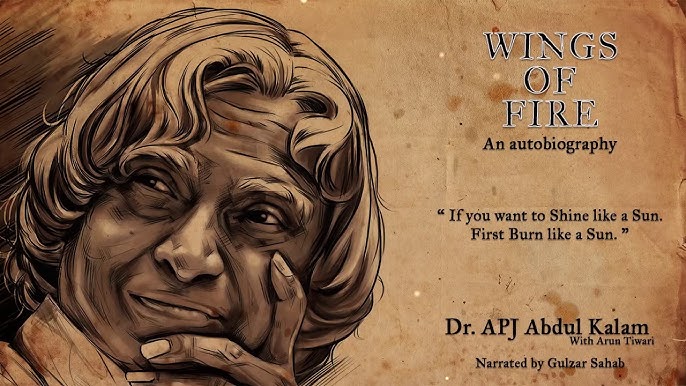 WINGS
OF
FIRE
An autobiography
“ If you want to Shine like a Sun.
First Burn like a Sun. ”
Dr. APJ Abdul Kalam
With Arun Tiwari
Narrated by Gulzar Sahab